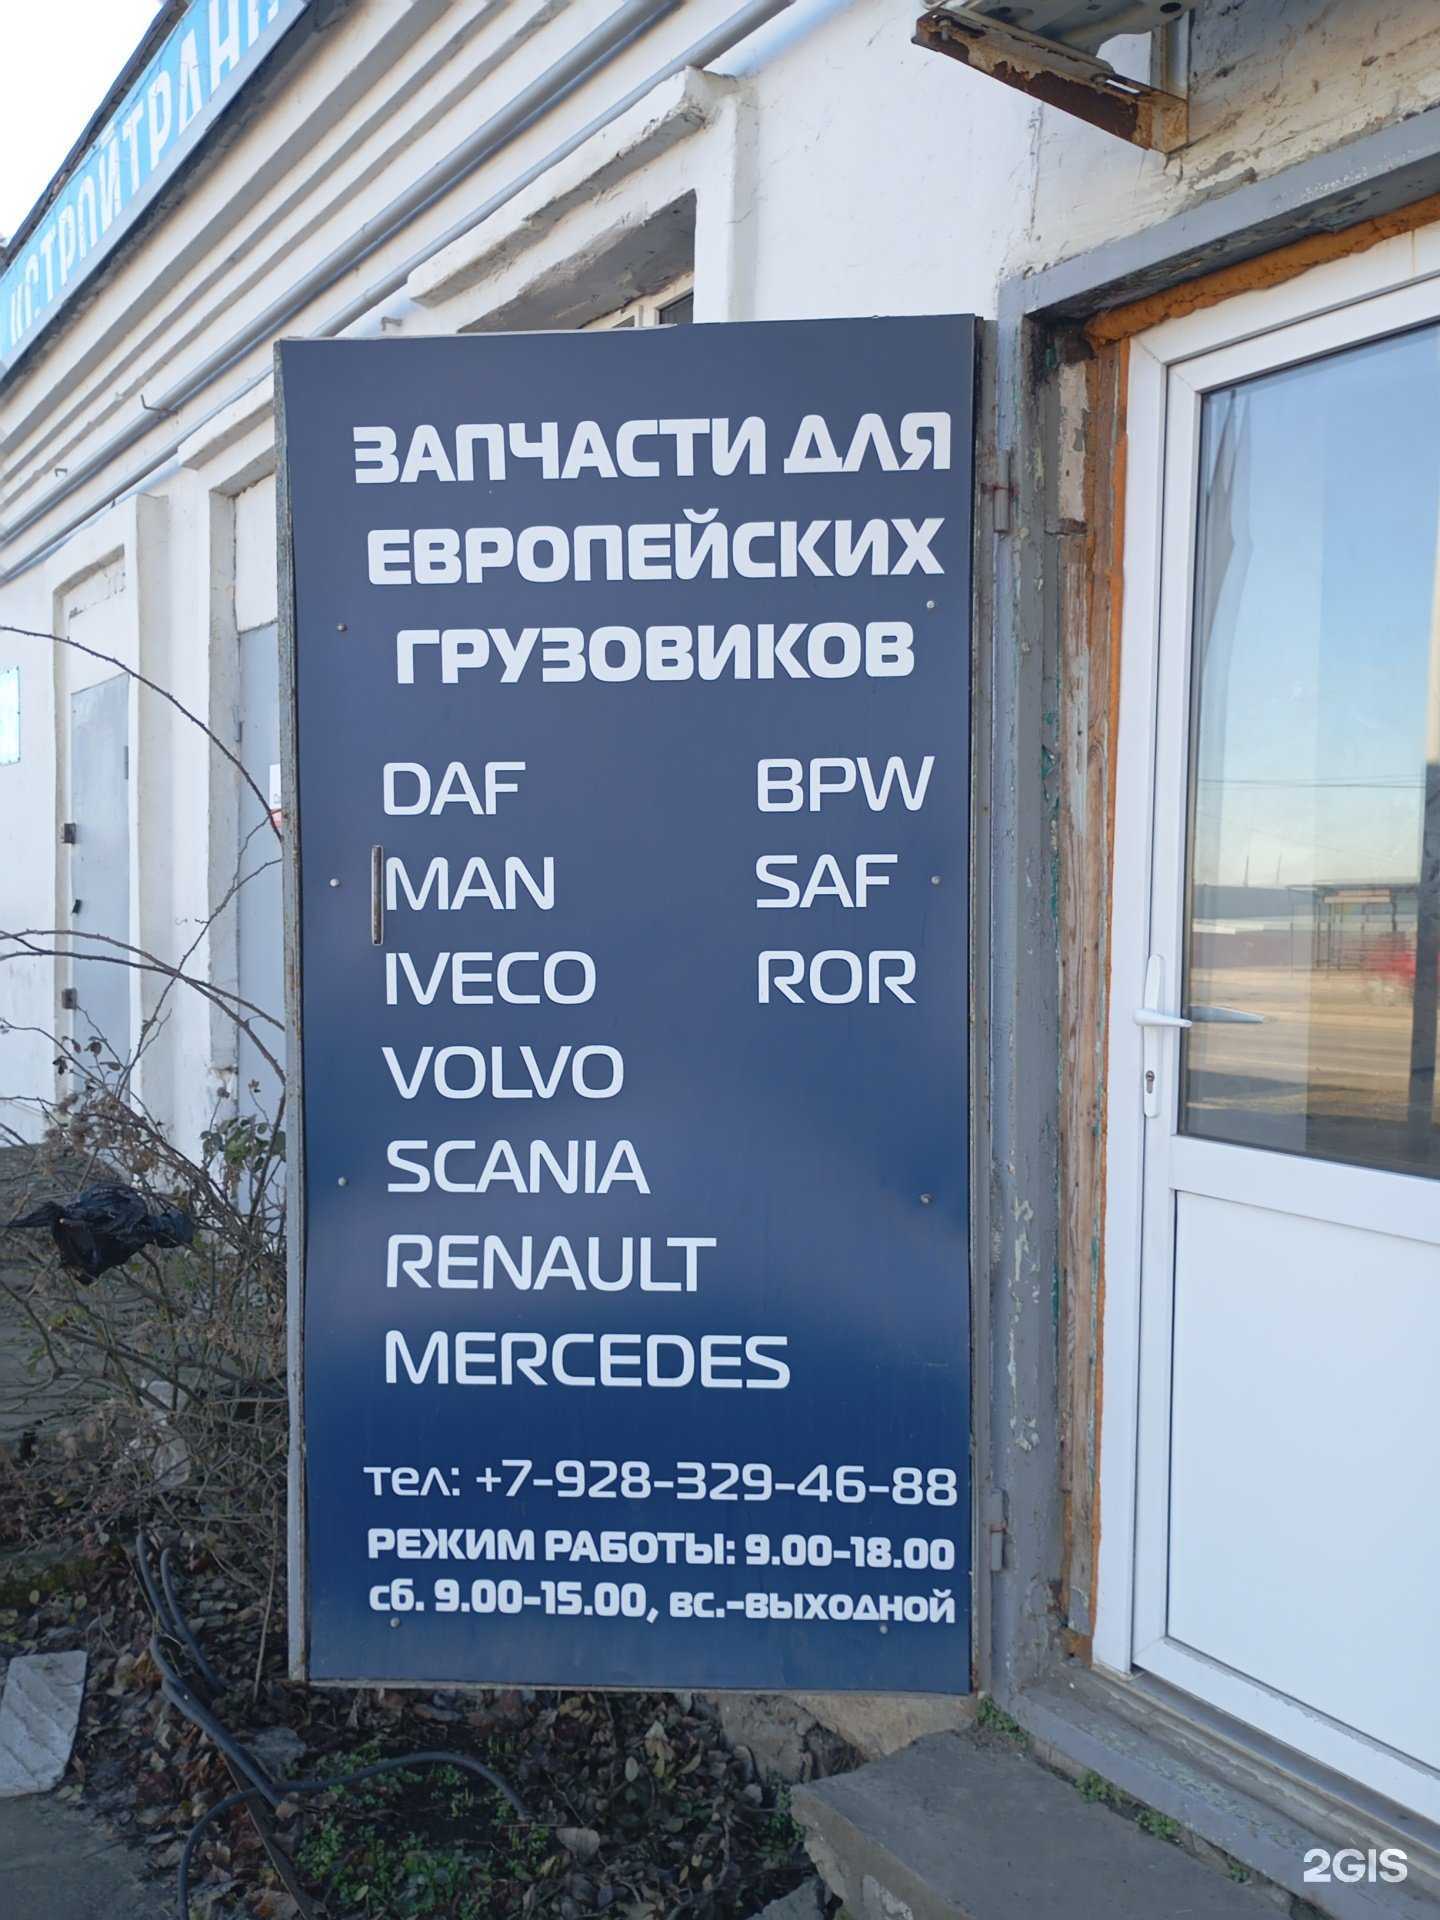 ЗАПЧАСТИ ДЛЯ
ЕВРОПЕЙСКИХ
ГРУЗОВИКОВ
DAF
MAN
IVECO
VOLVO
SCANIA
RENAULT
MERCEDES
BPW
SAF
ROR
тел: +7-928-329-46-88
РЕЖИМ РАБОТЫ: 9.00-18.00
сб. 9.00-15.00, вс.-выходной
2GIS